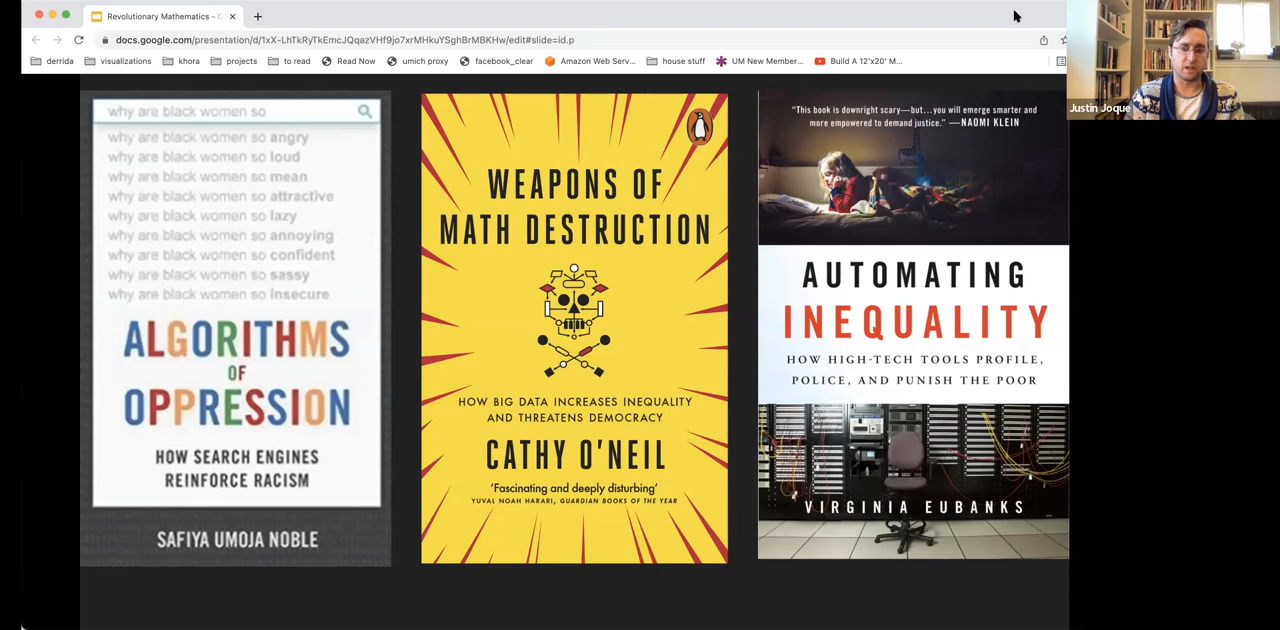 Revolutionary Mathematics - G
docs.google.com/presentation/d/1xX-LhTkRyTkEmcJQqazVHf9jo7xrMHkuYSghBrMBKHw/edit#slide=id.p
derrida
visualizations
khora
projects
to read
Read Now
umich proxy
facebook_clear
Amazon Web Serv...
house stuff
UM New Member...
Build A 12'x20' M...
Justin Joque
why are black women so
why are black women so angry
why are black women so loud
why are black women so mean
why are black women so attractive
why are black women so lazy
why are black women so annoying
why are black women so confident
why are black women so sassy
why are black women so insecure
ALGORITHMS
OF
OPPRESSION
HOW SEARCH ENGINES
REINFORCE RACISM
SAFIYA UMOJA NOBLE
WEAPONS OF
MATH DESTRUCTION
HOW BIG DATA INCREASES INEQUALITY
AND THREATENS DEMOCRACY
CATHY O'NEIL
'Fascinating and deeply disturbing'
YUVAL NOAH HARARI, GUARDIAN BOOKS OF THE YEAR
“This book is downright scary—but...you will emerge smarter and
more empowered to demand justice.” —NAOMI KLEIN
AUTOMATING
INEQUALITY
HOW HIGH-TECH TOOLS PROFILE,
POLICE, AND PUNISH THE POOR
VIRGINIA EUBANKS